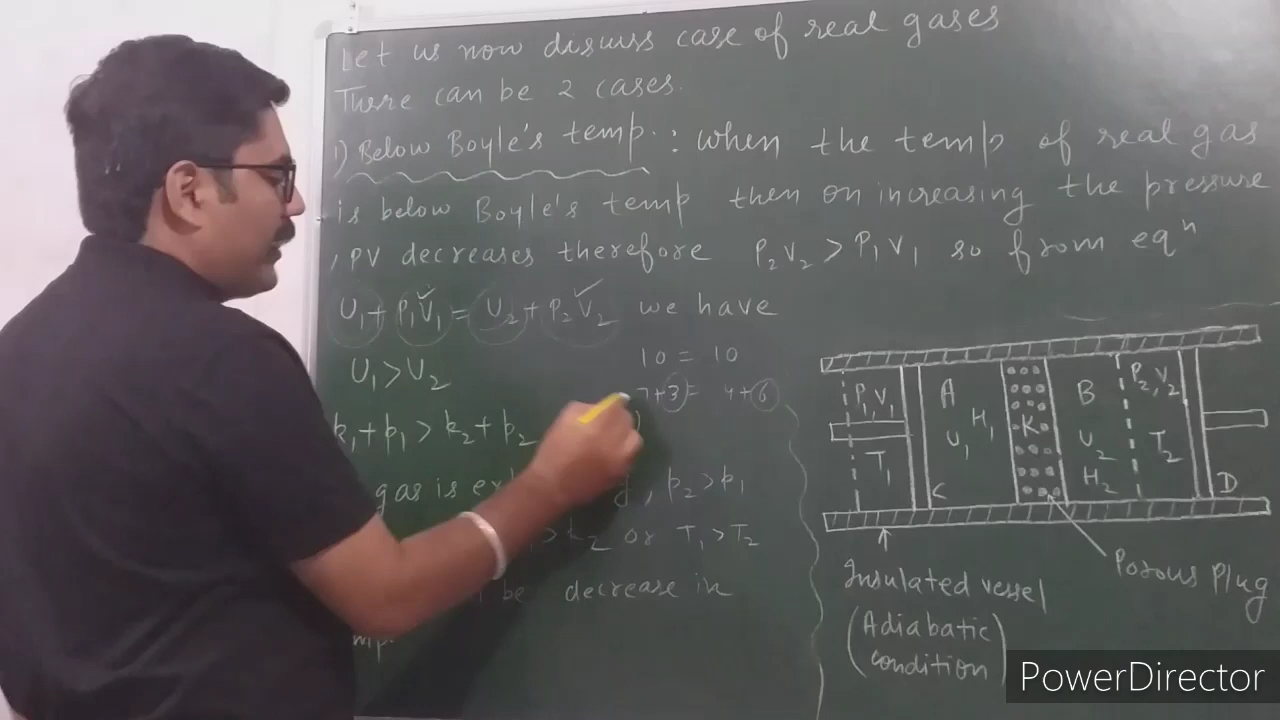 Let us now discuss case of real gases
There can be 2 cases.
1) Below Boyle's temp. : when the temp of real gas
is below Boyle's temp then on increasing the pressure
, PV decreases therefore P₂V₂ > P₁V₁ so from eqⁿ
U₁ + P₁V₁ = U₂ + P₂V₂ we have
10 = 10
U₁ > U₂
7+3 = 4+6
k₁ + p₁ > k₂ + p₂
gas is , p₂ > p₁
> k₂ or T₁ > T₂
be decrease in
P₁V₁
T₁
A
H₁
U₁
C
K
B
U₂
H₂
P₂V₂
T₂
D
Porous Plug
Insulated vessel
(Adiabatic
condition)
PowerDirector